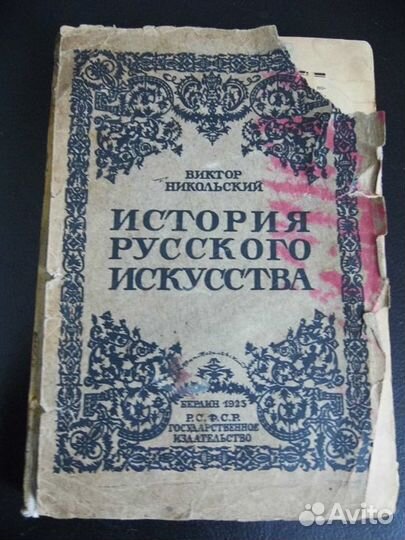 ВИКТОР
НИКОЛЬСКИЙ
ИСТОРИЯ
РУССКОГО
ИСКУССТВА
БЕРЛИН 1923
Р.С.Ф.С.Р.
ГОСУДАРСТВЕННОЕ
ИЗДАТЕЛЬСТВО
Avito